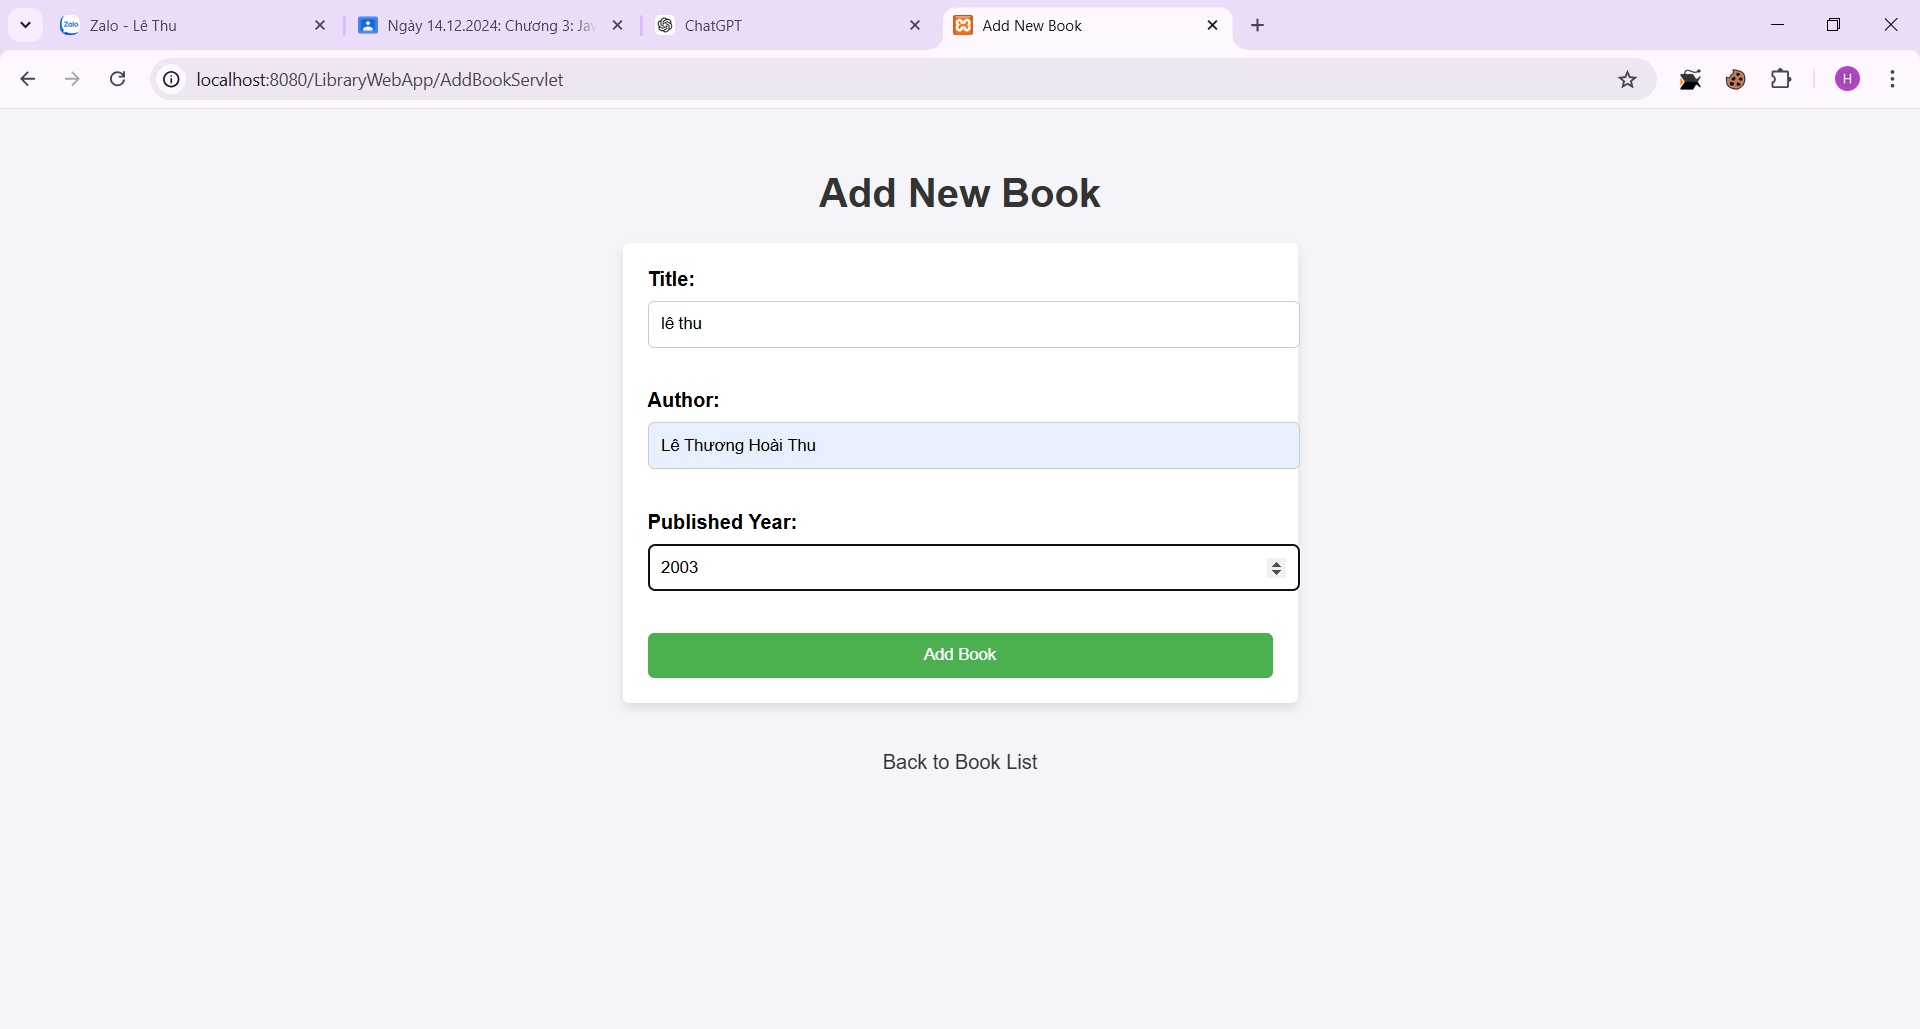 Zalo - Lê Thu
Ngày 14.12.2024: Chương 3: Jav
ChatGPT
Add New Book
localhost:8080/LibraryWebApp/AddBookServlet
H
Add New Book
Title:
lê thu
Author:
Lê Thương Hoài Thu
Published Year:
2003
Add Book
Back to Book List